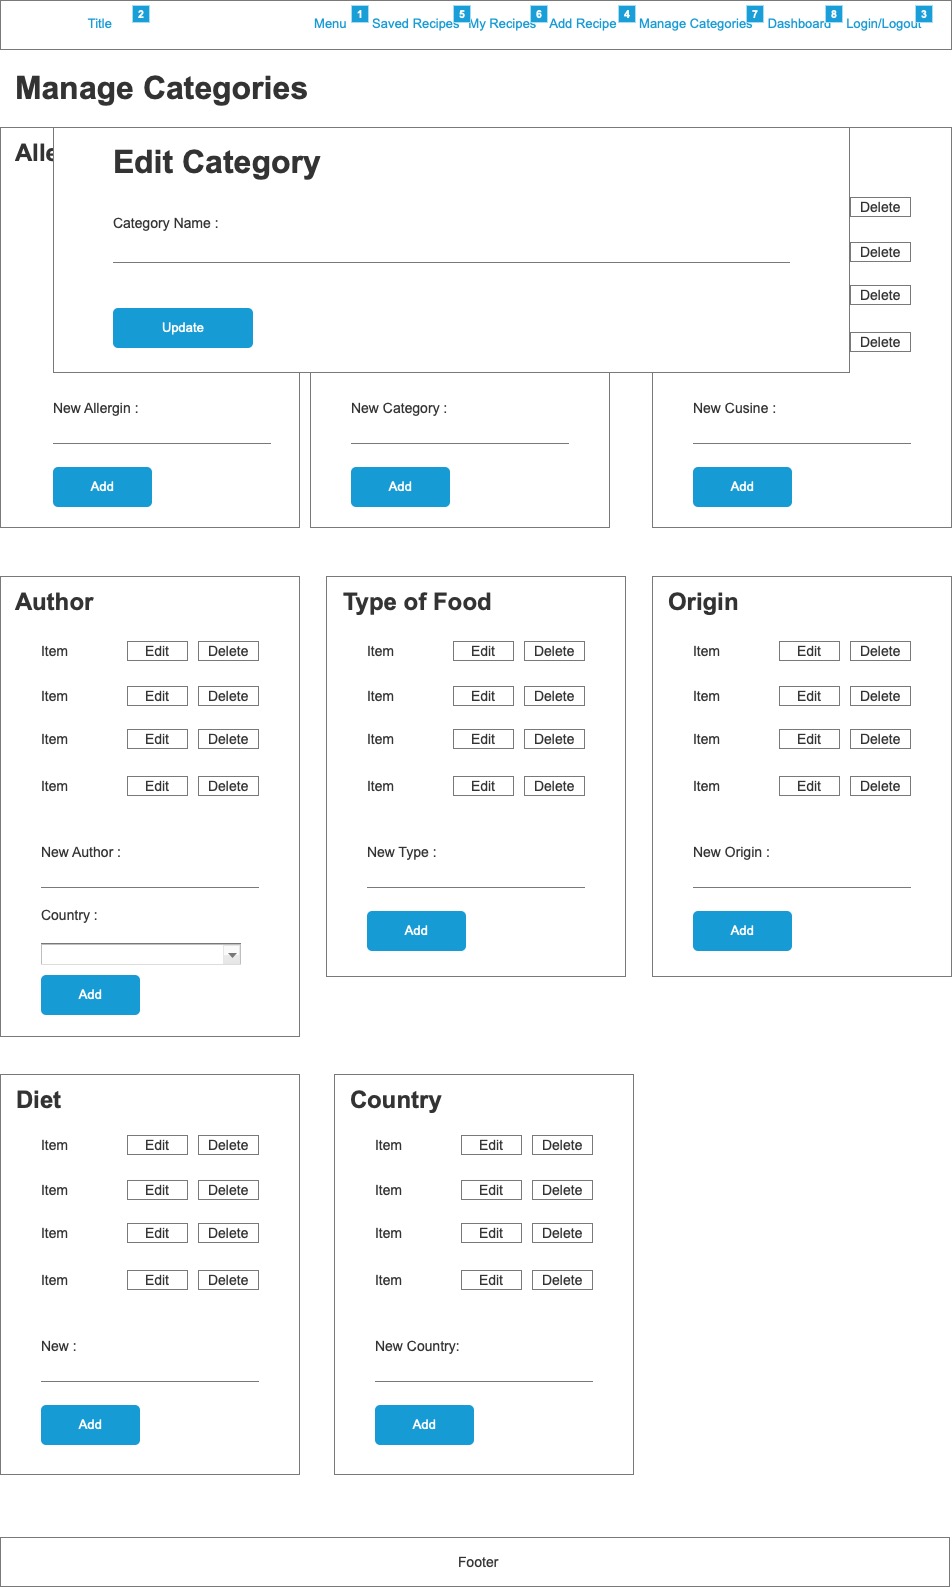 Title 2 Menu 1 Saved Recipes 5 My Recipes 6 Add Recipe 4 Manage Categories 7 Dashboard 8 Login/Logout 3
Manage Categories
Alle
Edit Category
Category Name :
Update
Delete
Delete
Delete
Delete
New Allergin :
Add
New Category :
Add
New Cusine :
Add
Author
Item Edit Delete
Item Edit Delete
Item Edit Delete
Item Edit Delete
New Author :
Country :
Add
Type of Food
Item Edit Delete
Item Edit Delete
Item Edit Delete
Item Edit Delete
New Type :
Add
Origin
Item Edit Delete
Item Edit Delete
Item Edit Delete
Item Edit Delete
New Origin :
Add
Diet
Item Edit Delete
Item Edit Delete
Item Edit Delete
Item Edit Delete
New :
Add
Country
Item Edit Delete
Item Edit Delete
Item Edit Delete
Item Edit Delete
New Country:
Add
Footer